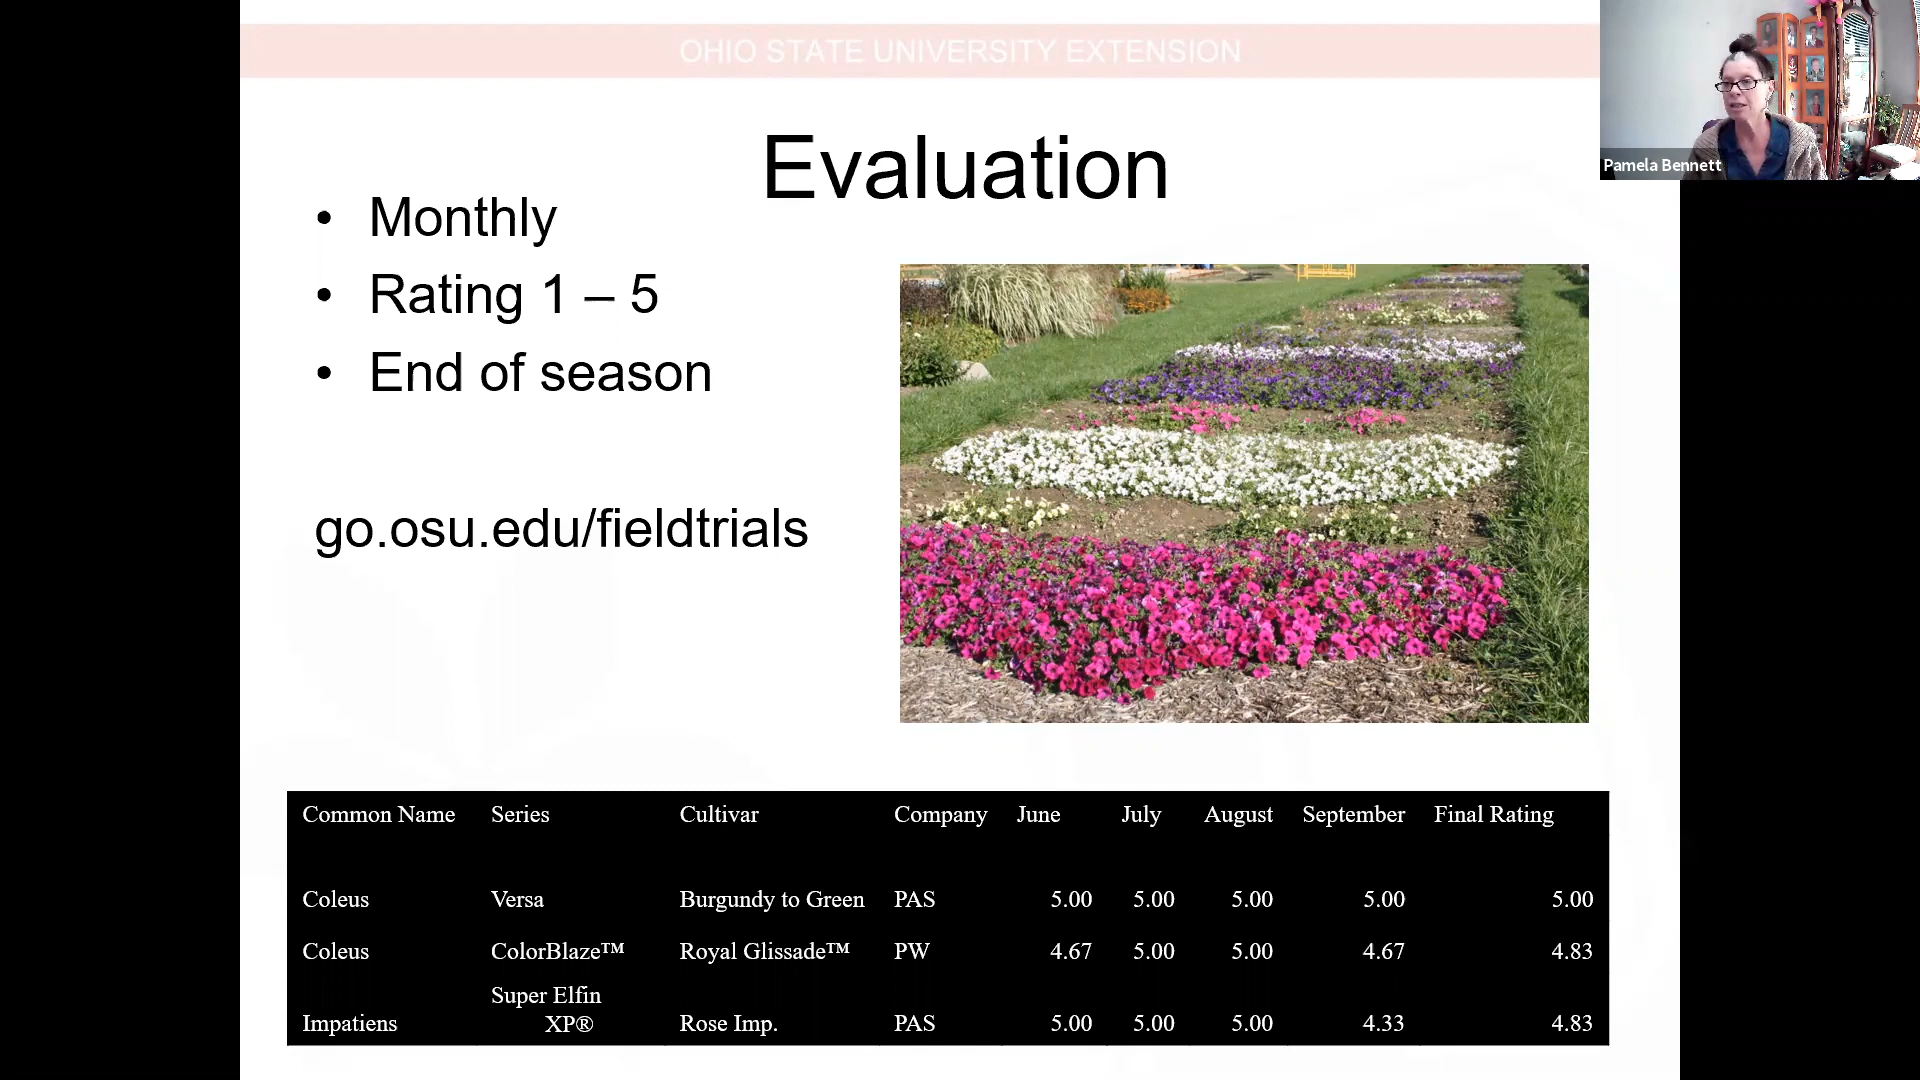 OHIO STATE UNIVERSITY EXTENSION
Pamela Bennett
Evaluation
• Monthly
• Rating 1 – 5
• End of season
go.osu.edu/fieldtrials
Common Name Series Cultivar Company June July August September Final Rating
Coleus Versa Burgundy to Green PAS 5.00 5.00 5.00 5.00 5.00
Coleus ColorBlaze™ Royal Glissade™ PW 4.67 5.00 5.00 4.67 4.83
Super Elfin
Impatiens XP® Rose Imp. PAS 5.00 5.00 5.00 4.33 4.83